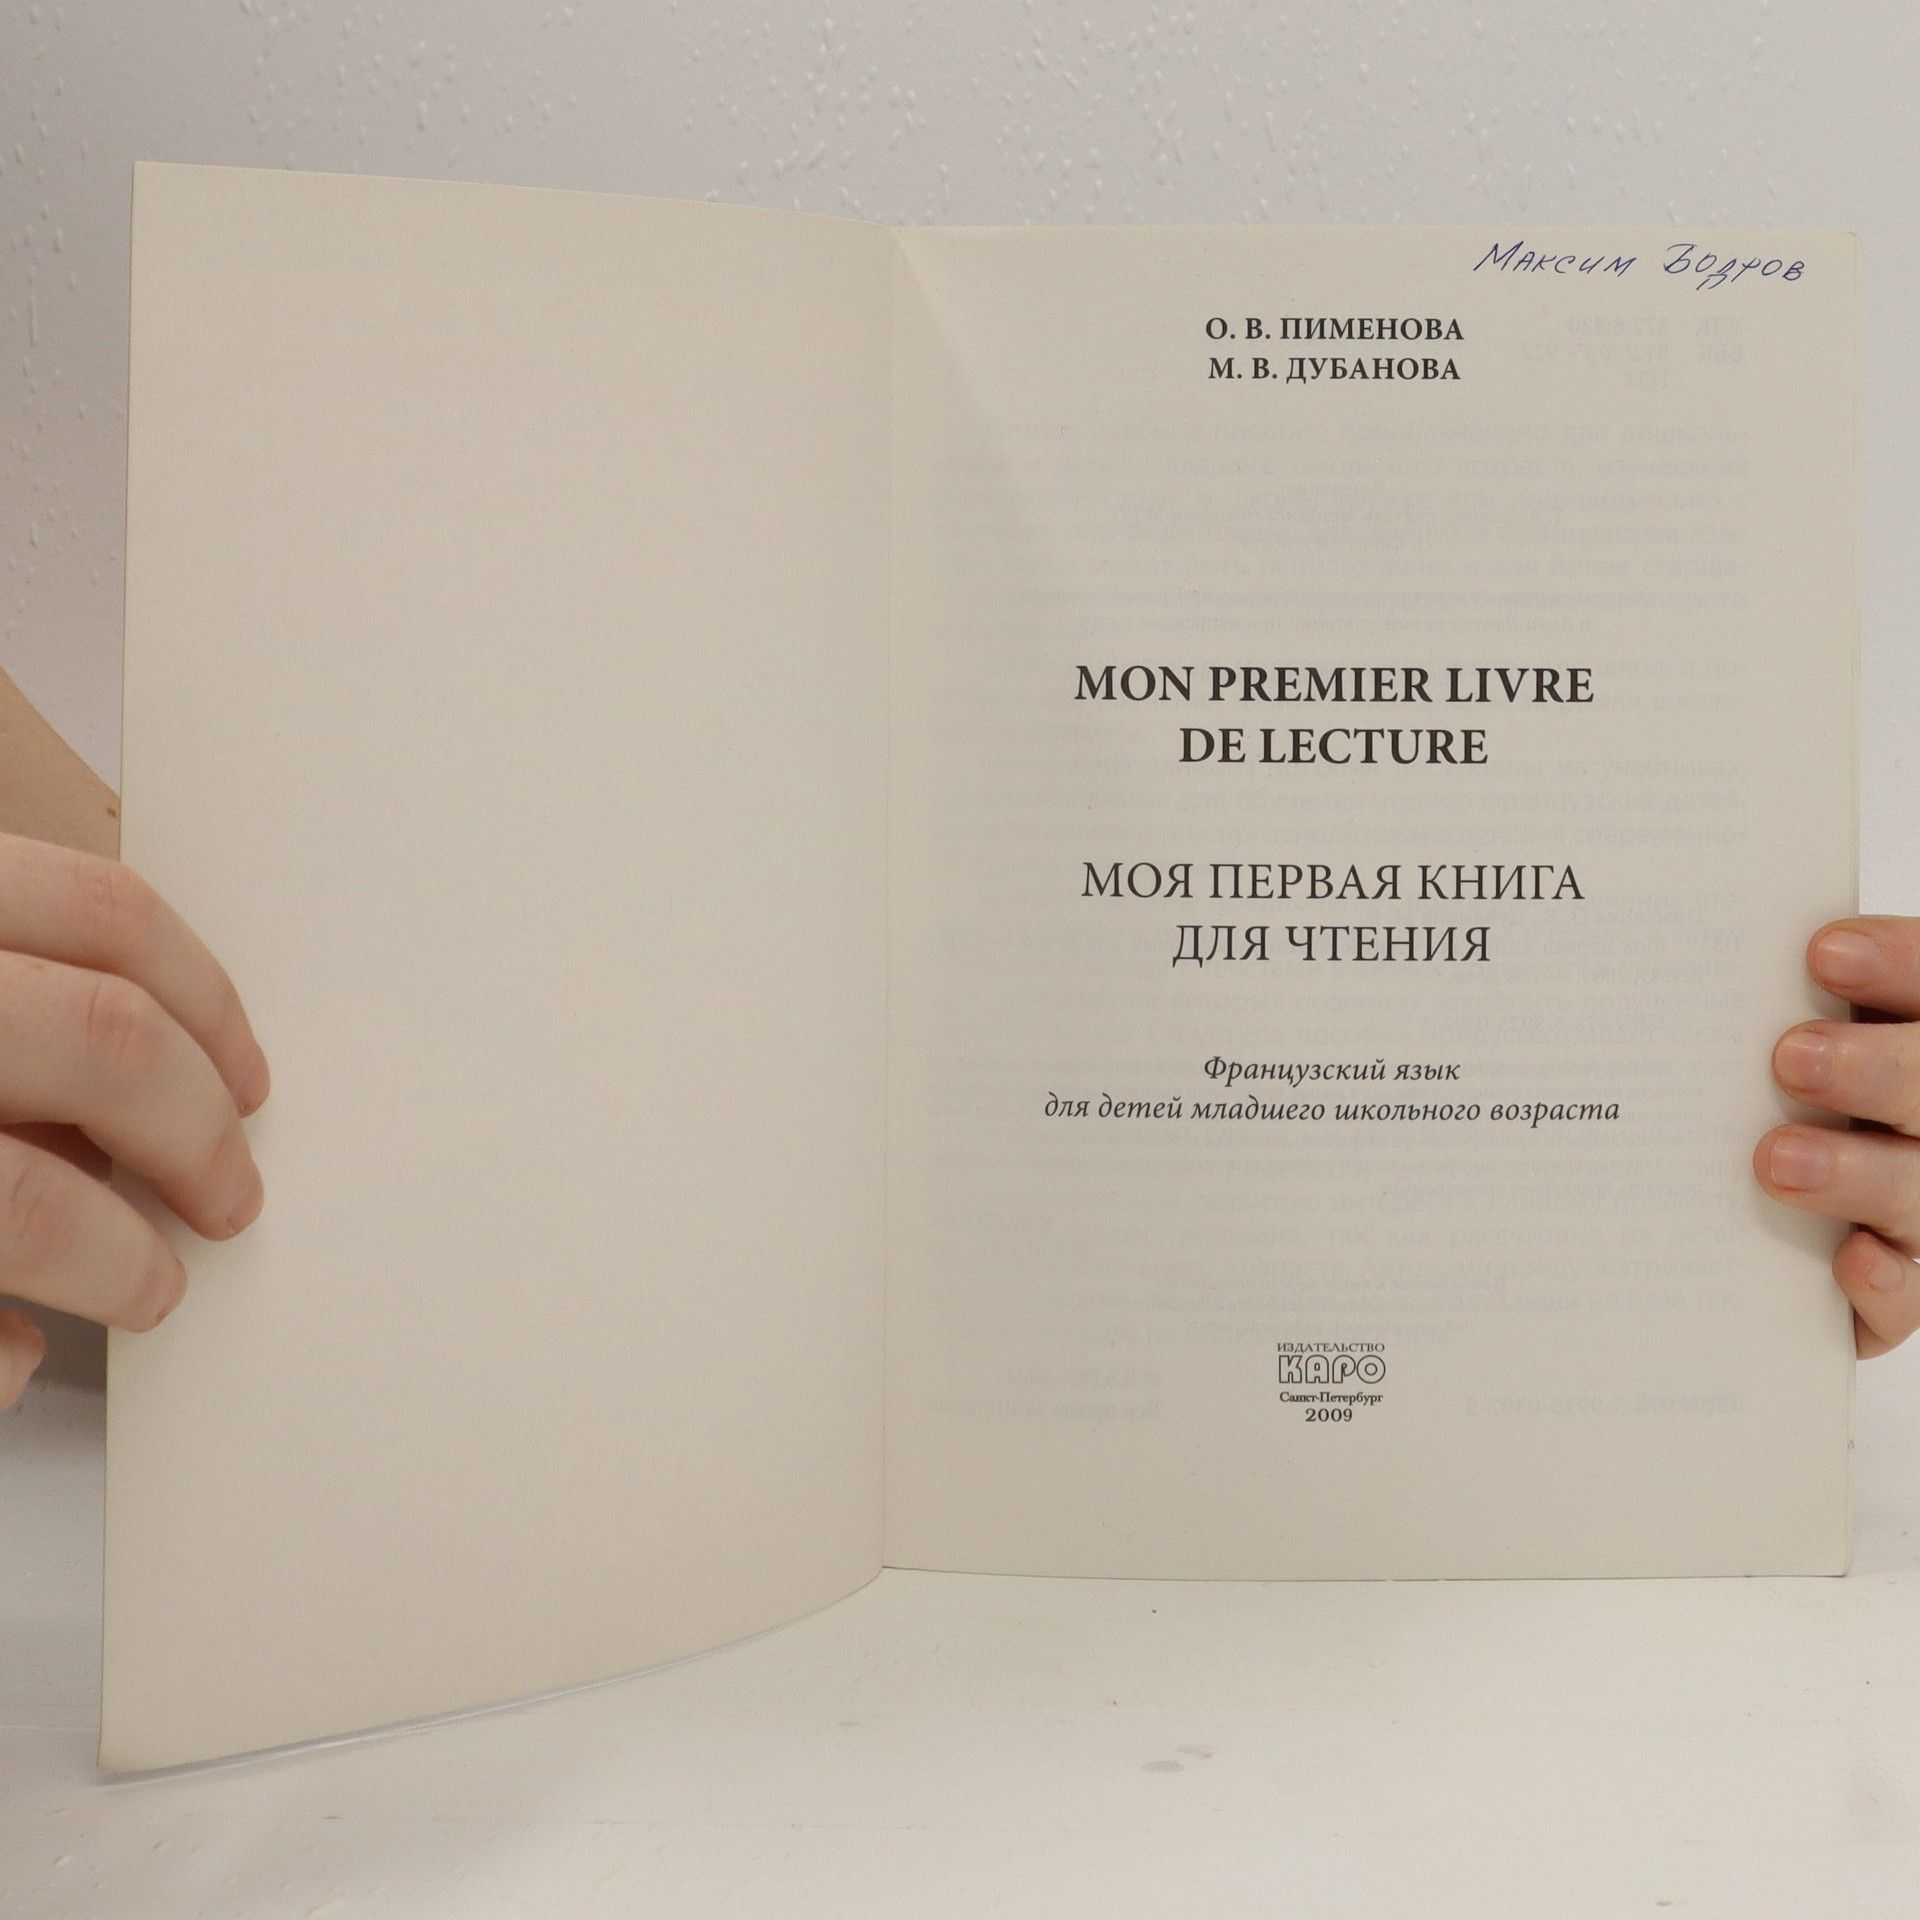 Максим Бодров
О. В. ПИМЕНОВА
М. В. ДУБАНОВА
MON PREMIER LIVRE
DE LECTURE
МОЯ ПЕРВАЯ КНИГА
ДЛЯ ЧТЕНИЯ
Французский язык
для детей младшего школьного возраста
ИЗДАТЕЛЬСТВО
КАРО
Санкт-Петербург
2009